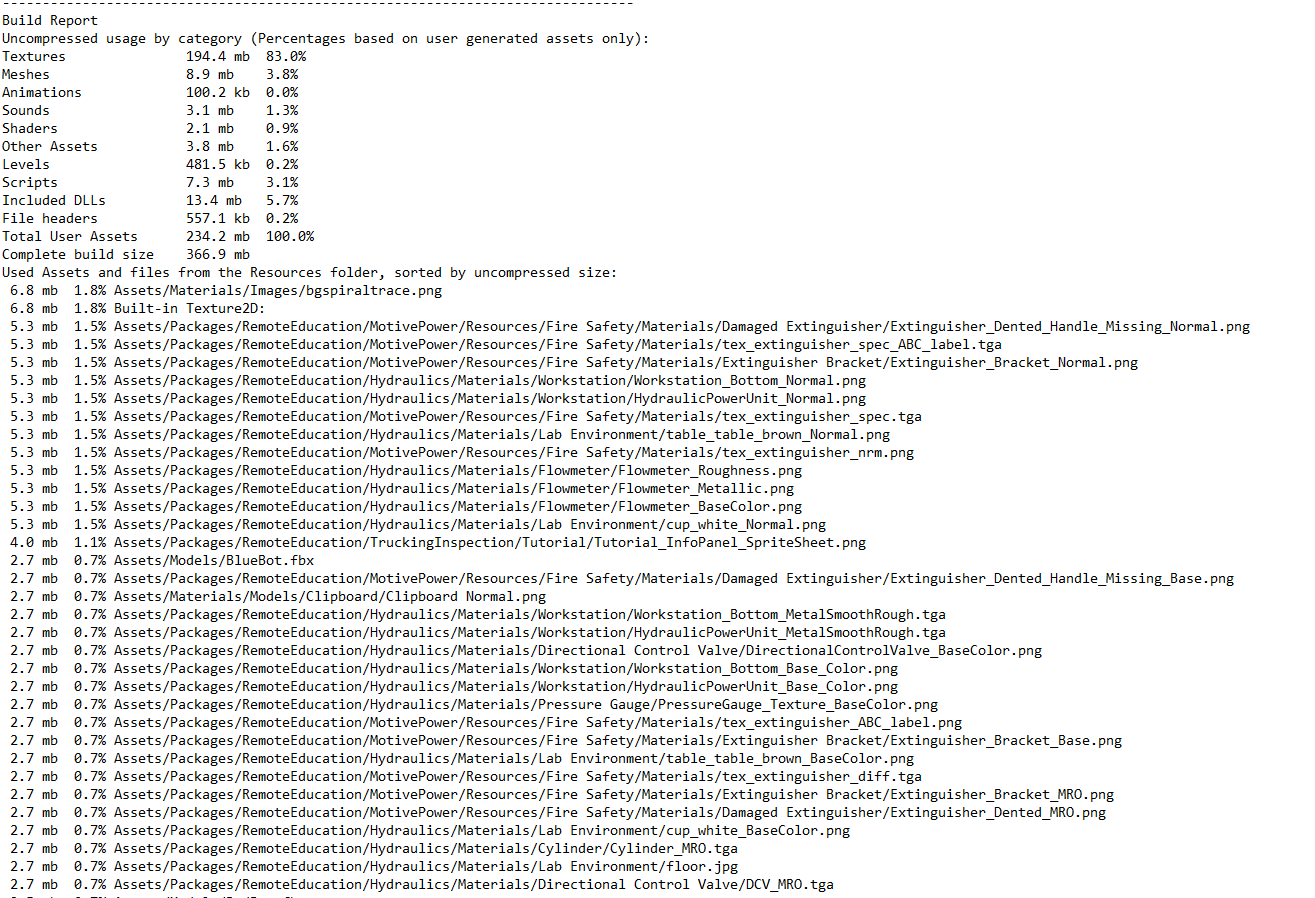 -------------------------------------------------------------------------------
Build Report
Uncompressed usage by category (Percentages based on user generated assets only):
Textures               194.4 mb  83.0%
Meshes                 8.9 mb    3.8%
Animations             100.2 kb  0.0%
Sounds                 3.1 mb    1.3%
Shaders                2.1 mb    0.9%
Other Assets           3.8 mb    1.6%
Levels                 481.5 kb  0.2%
Scripts                7.3 mb    3.1%
Included DLLs          13.4 mb   5.7%
File headers           557.1 kb  0.2%
Total User Assets      234.2 mb  100.0%
Complete build size    366.9 mb
Used Assets and files from the Resources folder, sorted by uncompressed size:
 6.8 mb  1.8% Assets/Materials/Images/bgspiraltrace.png
 6.8 mb  1.8% Built-in Texture2D:
 5.3 mb  1.5% Assets/Packages/RemoteEducation/MotivePower/Resources/Fire Safety/Materials/Damaged Extinguisher/Extinguisher_Dented_Handle_Missing_Normal.png
 5.3 mb  1.5% Assets/Packages/RemoteEducation/MotivePower/Resources/Fire Safety/Materials/tex_extinguisher_spec_ABC_label.tga
 5.3 mb  1.5% Assets/Packages/RemoteEducation/MotivePower/Resources/Fire Safety/Materials/Extinguisher Bracket/Extinguisher_Bracket_Normal.png
 5.3 mb  1.5% Assets/Packages/RemoteEducation/Hydraulics/Materials/Workstation/Workstation_Bottom_Normal.png
 5.3 mb  1.5% Assets/Packages/RemoteEducation/Hydraulics/Materials/Workstation/HydraulicPowerUnit_Normal.png
 5.3 mb  1.5% Assets/Packages/RemoteEducation/MotivePower/Resources/Fire Safety/Materials/tex_extinguisher_spec.tga
 5.3 mb  1.5% Assets/Packages/RemoteEducation/Hydraulics/Materials/Lab Environment/table_table_brown_Normal.png
 5.3 mb  1.5% Assets/Packages/RemoteEducation/MotivePower/Resources/Fire Safety/Materials/tex_extinguisher_nrm.png
 5.3 mb  1.5% Assets/Packages/RemoteEducation/Hydraulics/Materials/Flowmeter/Flowmeter_Roughness.png
 5.3 mb  1.5% Assets/Packages/RemoteEducation/Hydraulics/Materials/Flowmeter/Flowmeter_Metallic.png
 5.3 mb  1.5% Assets/Packages/RemoteEducation/Hydraulics/Materials/Flowmeter/Flowmeter_BaseColor.png
 5.3 mb  1.5% Assets/Packages/RemoteEducation/Hydraulics/Materials/Lab Environment/cup_white_Normal.png
 4.0 mb  1.1% Assets/Packages/RemoteEducation/TruckingInspection/Tutorial/Tutorial_InfoPanel_SpriteSheet.png
 2.7 mb  0.7% Assets/Models/BlueBot.fbx
 2.7 mb  0.7% Assets/Packages/RemoteEducation/MotivePower/Resources/Fire Safety/Materials/Damaged Extinguisher/Extinguisher_Dented_Handle_Missing_Base.png
 2.7 mb  0.7% Assets/Materials/Models/Clipboard/Clipboard Normal.png
 2.7 mb  0.7% Assets/Packages/RemoteEducation/Hydraulics/Materials/Workstation/Workstation_Bottom_MetalSmoothRough.tga
 2.7 mb  0.7% Assets/Packages/RemoteEducation/Hydraulics/Materials/Workstation/HydraulicPowerUnit_MetalSmoothRough.tga
 2.7 mb  0.7% Assets/Packages/RemoteEducation/Hydraulics/Materials/Directional Control Valve/DirectionalControlValve_BaseColor.png
 2.7 mb  0.7% Assets/Packages/RemoteEducation/Hydraulics/Materials/Workstation/Workstation_Bottom_Base_Color.png
 2.7 mb  0.7% Assets/Packages/RemoteEducation/Hydraulics/Materials/Workstation/HydraulicPowerUnit_Base_Color.png
 2.7 mb  0.7% Assets/Packages/RemoteEducation/Hydraulics/Materials/Pressure Gauge/PressureGauge_Texture_BaseColor.png
 2.7 mb  0.7% Assets/Packages/RemoteEducation/MotivePower/Resources/Fire Safety/Materials/tex_extinguisher_ABC_label.png
 2.7 mb  0.7% Assets/Packages/RemoteEducation/MotivePower/Resources/Fire Safety/Materials/Extinguisher Bracket/Extinguisher_Bracket_Base.png
 2.7 mb  0.7% Assets/Packages/RemoteEducation/Hydraulics/Materials/Lab Environment/table_table_brown_BaseColor.png
 2.7 mb  0.7% Assets/Packages/RemoteEducation/MotivePower/Resources/Fire Safety/Materials/tex_extinguisher_diff.tga
 2.7 mb  0.7% Assets/Packages/RemoteEducation/MotivePower/Resources/Fire Safety/Materials/Extinguisher Bracket/Extinguisher_Bracket_MRO.png
 2.7 mb  0.7% Assets/Packages/RemoteEducation/MotivePower/Resources/Fire Safety/Materials/Damaged Extinguisher/Extinguisher_Dented_MRO.png
 2.7 mb  0.7% Assets/Packages/RemoteEducation/Hydraulics/Materials/Lab Environment/cup_white_BaseColor.png
 2.7 mb  0.7% Assets/Packages/RemoteEducation/Hydraulics/Materials/Cylinder/Cylinder_MRO.tga
 2.7 mb  0.7% Assets/Packages/RemoteEducation/Hydraulics/Materials/Lab Environment/floor.jpg
 2.7 mb  0.7% Assets/Packages/RemoteEducation/Hydraulics/Materials/Directional Control Valve/DCV_MRO.tga